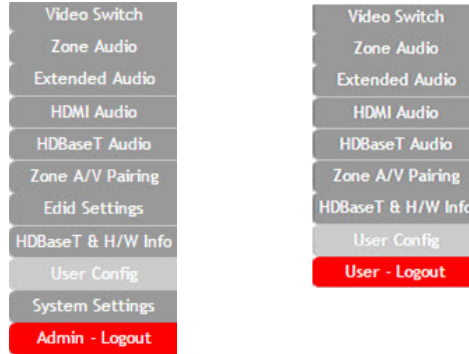 Video Switch
Zone Audio
Extended Audio
HDMI Audio
HDBaseT Audio
Zone A/V Pairing
Edid Settings
HDBaseT & H/W Info
User Config
System Settings
Admin - Logout
Video Switch
Zone Audio
Extended Audio
HDMI Audio
HDBaseT Audio
Zone A/V Pairing
HDBaseT & H/W Info
User Config
User - Logout